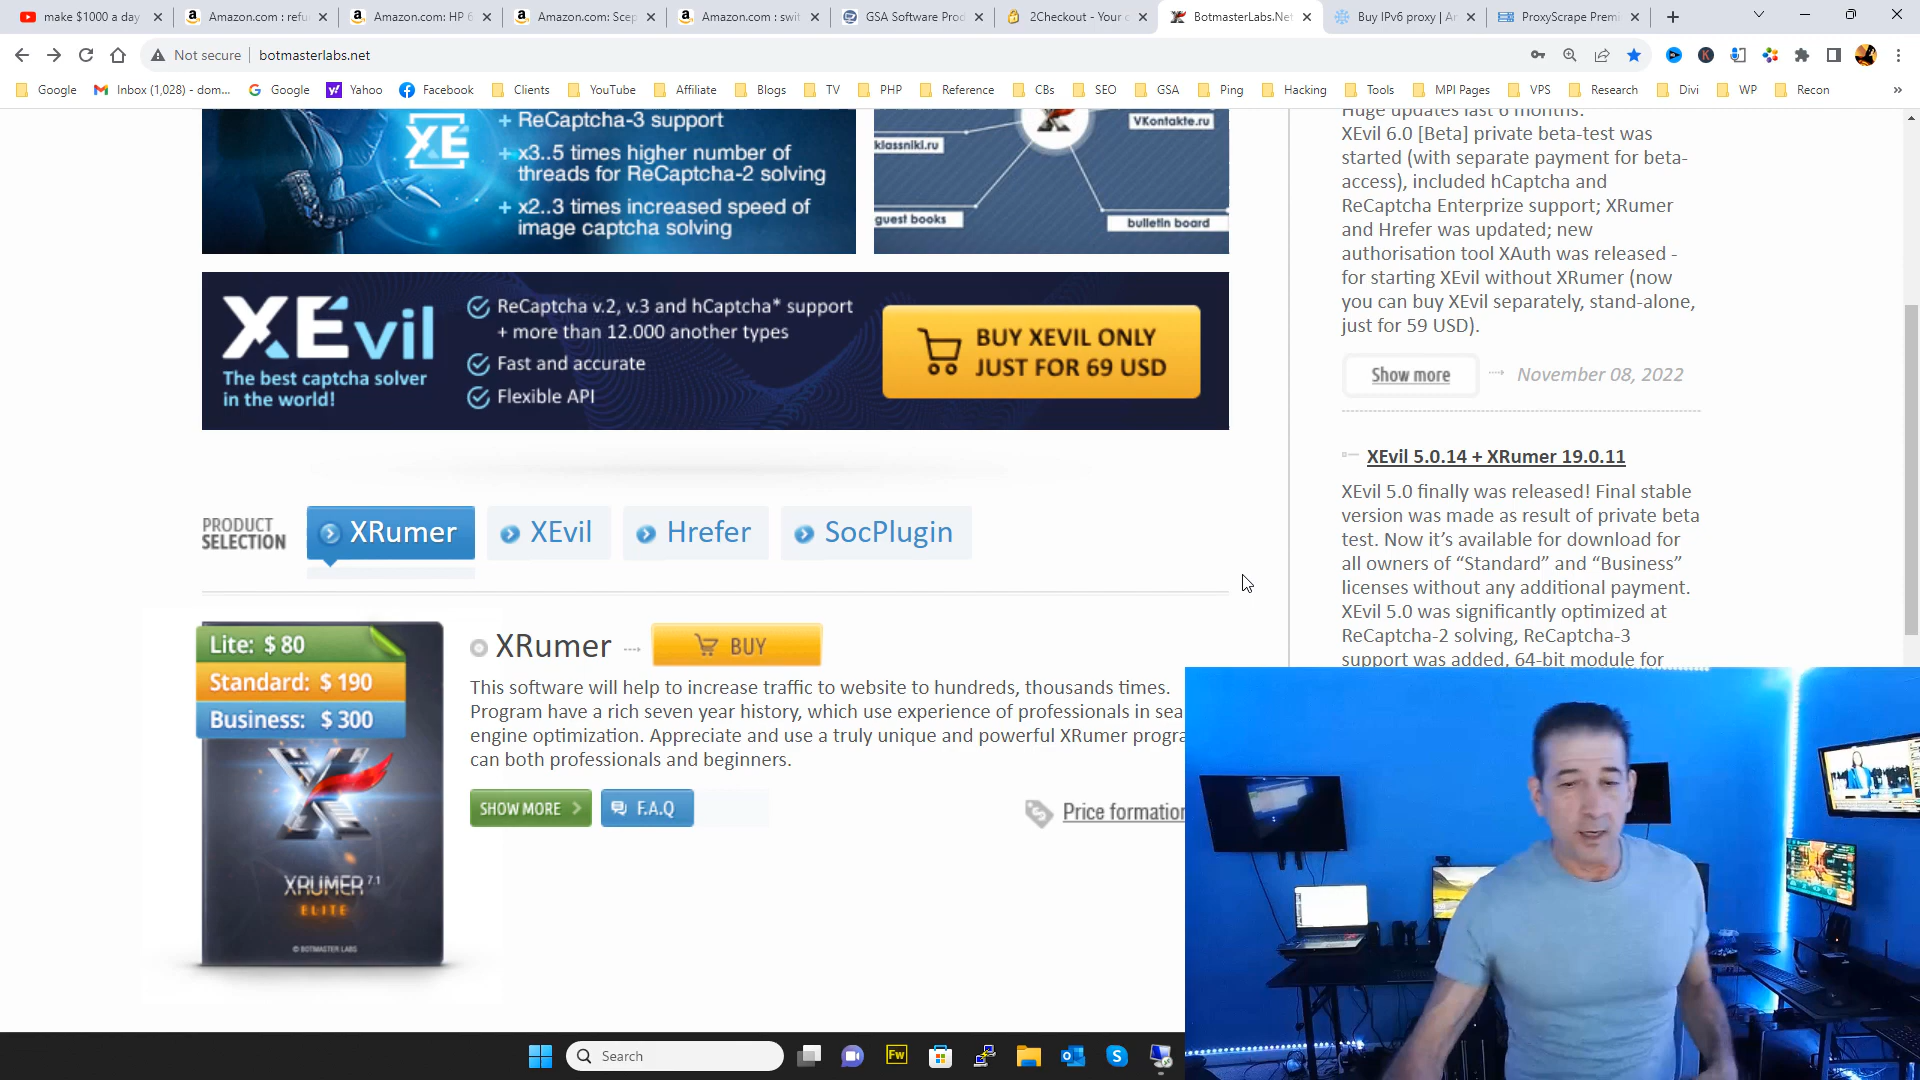 make $1000 a day
Amazon.com : refu
Amazon.com: HP 6
Amazon.com: Scep
Amazon.com : swit
GSA Software Prod
2Checkout - Your c
BotmasterLabs.Net
Buy IPv6 proxy | Ar
ProxyScrape Premi
Not secure
botmasterlabs.net
Google
Inbox (1,028) - dom...
Google
Yahoo
Facebook
Clients
YouTube
Affiliate
Blogs
TV
PHP
Reference
CBs
SEO
GSA
Ping
Hacking
Tools
MPI Pages
VPS
Research
Divi
WP
Recon
»
XE
+ ReCaptcha-3 support
+ x3..5 times higher number of
threads for ReCaptcha-2 solving
+ x2..3 times increased speed of
image captcha solving
VKontakte.ru
klassniki.ru
guest books
bulletin board
XEvil
The best captcha solver
in the world!
ReCaptcha v.2, v.3 and hCaptcha* support
+ more than 12.000 another types
Fast and accurate
Flexible API
BUY XEVIL ONLY
JUST FOR 69 USD
PRODUCT
SELECTION
XRumer
XEvil
Hrefer
SocPlugin
Lite: $ 80
Standard: $ 190
Business: $ 300
XRUMER 7.1
ELITE
© BOTMASTER LABS
XRumer
BUY
This software will help to increase traffic to website to hundreds, thousands times.
Program have a rich seven year history, which use experience of professionals in sea
engine optimization. Appreciate and use a truly unique and powerful XRumer progra
can both professionals and beginners.
SHOW MORE
F.A.Q
Price formation
Huge updates last 6 months:
XEvil 6.0 [Beta] private beta-test was
started (with separate payment for beta-
access), included hCaptcha and
ReCaptcha Enterprize support; XRumer
and Hrefer was updated; new
authorisation tool XAuth was released -
for starting XEvil without XRumer (now
you can buy XEvil separately, stand-alone,
just for 59 USD).
Show more
November 08, 2022
XEvil 5.0.14 + XRumer 19.0.11
XEvil 5.0 finally was released! Final stable
version was made as result of private beta
test. Now it's available for download for
all owners of “Standard” and “Business”
licenses without any additional payment.
XEvil 5.0 was significantly optimized at
ReCaptcha-2 solving, ReCaptcha-3
support was added, 64-bit module for
Search
Fw